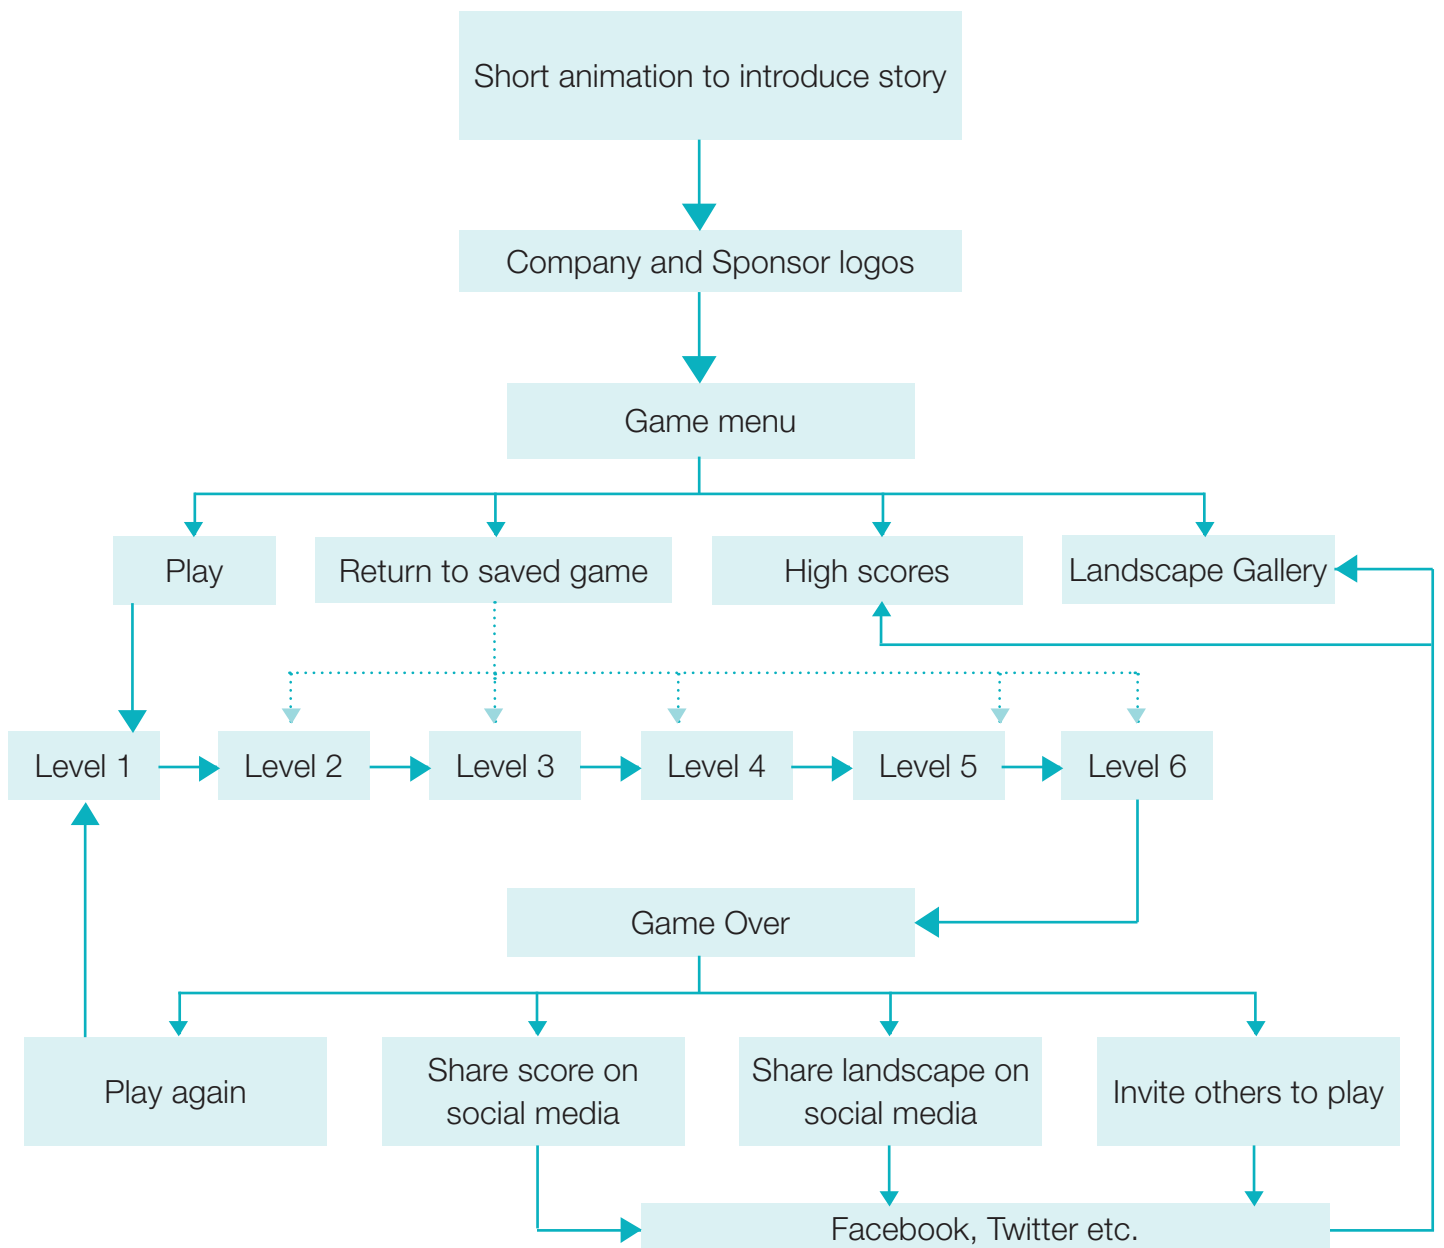 Short animation to introduce story
Company and Sponsor logos
Game menu
Play
Return to saved game
High scores
Landscape Gallery
Level 1
Level 2
Level 3
Level 4
Level 5
Level 6
Game Over
Play again
Share score on
social media
Share landscape on
social media
Invite others to play
Facebook, Twitter etc.